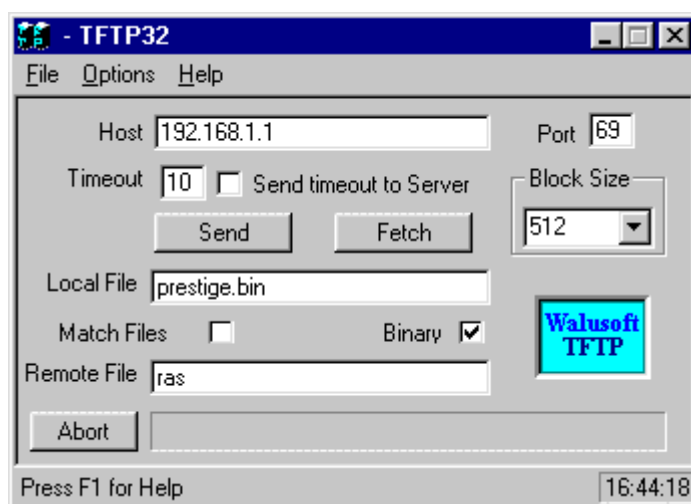 - TFTP32
File Options Help
Host 192.168.1.1 Port 69
Timeout 10 Send timeout to Server Block Size
Send Fetch 512
Local File prestige.bin
Match Files Binary Walusoft
TFTP
Remote File ras
Abort
Press F1 for Help 16:44:18